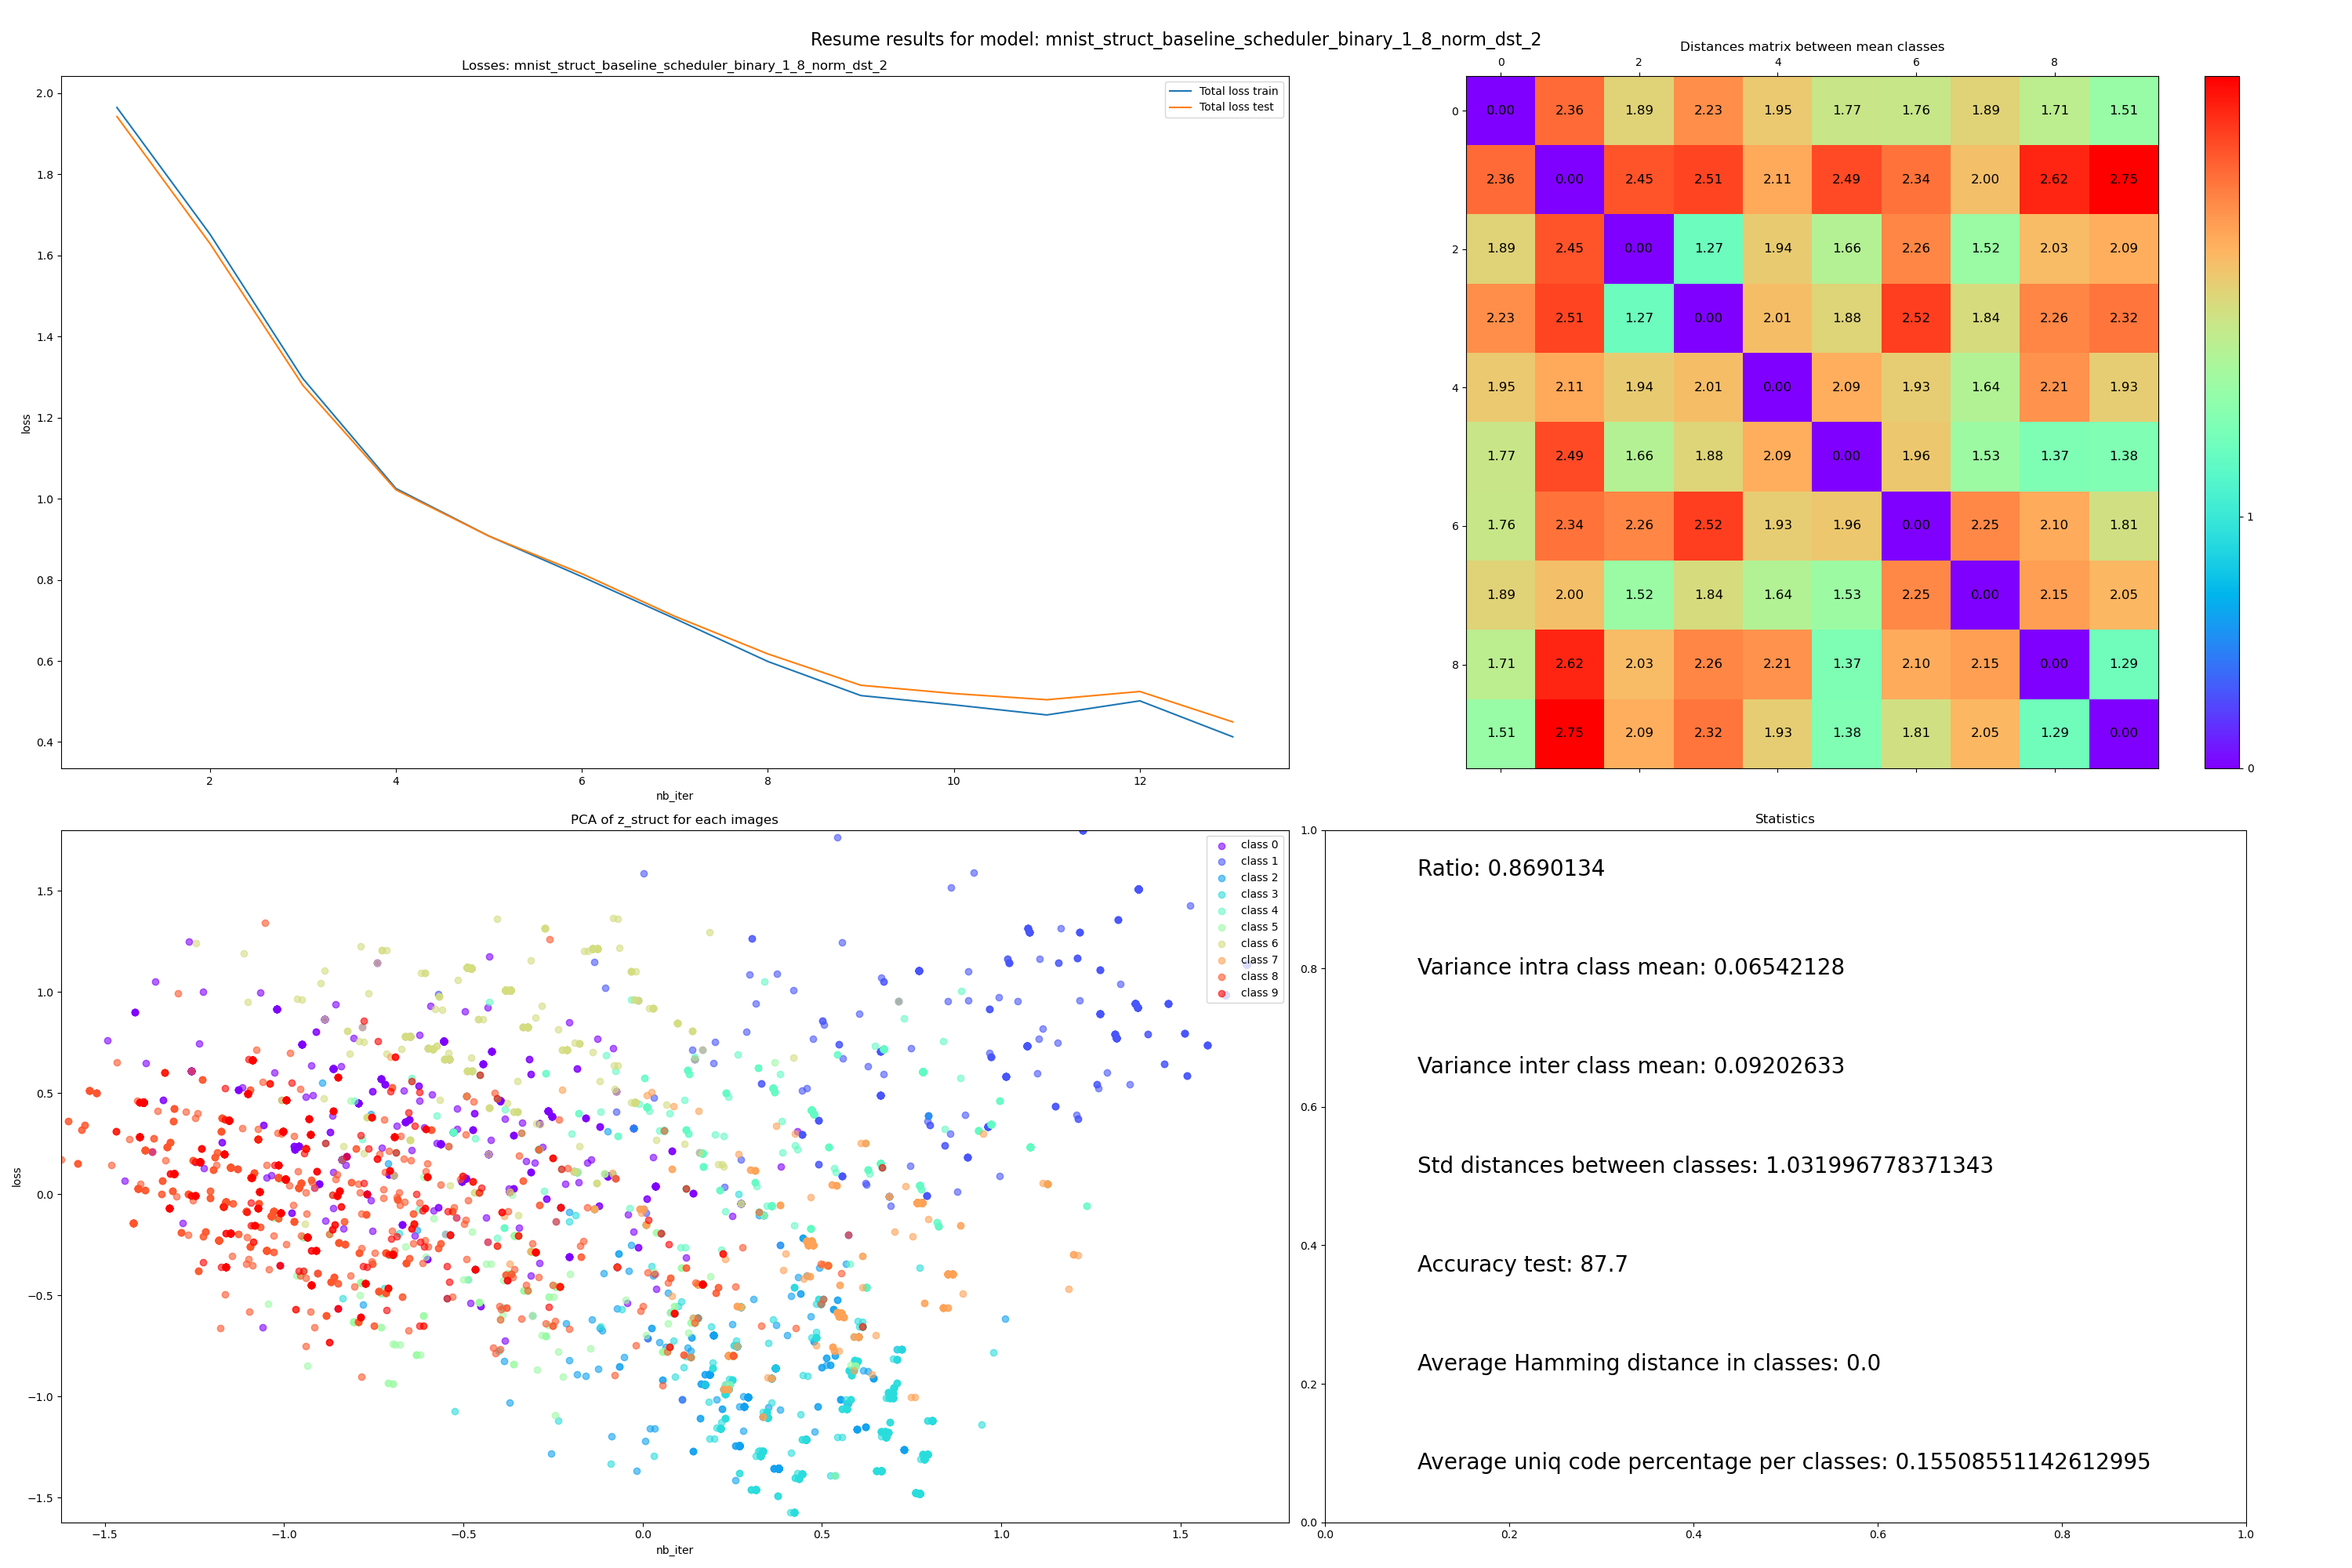 Resume results for model: mnist_struct_baseline_scheduler_binary_1_8_norm_dst_2
Losses: mnist_struct_baseline_scheduler_binary_1_8_norm_dst_2
Total loss train
Total loss test
2.0
1.8
1.6
1.4
1.2
1.0
0.8
0.6
0.4
loss
2 4 6 8 10 12
nb_iter
Distances matrix between mean classes
0 2 4 6 8
0 0.00 2.36 1.89 2.23 1.95 1.77 1.76 1.89 1.71 1.51
2.36 0.00 2.45 2.51 2.11 2.49 2.34 2.00 2.62 2.75
2 1.89 2.45 0.00 1.27 1.94 1.66 2.26 1.52 2.03 2.09
2.23 2.51 1.27 0.00 2.01 1.88 2.52 1.84 2.26 2.32
4 1.95 2.11 1.94 2.01 0.00 2.09 1.93 1.64 2.21 1.93
1.77 2.49 1.66 1.88 2.09 0.00 1.96 1.53 1.37 1.38
6 1.76 2.34 2.26 2.52 1.93 1.96 0.00 2.25 2.10 1.81
1.89 2.00 1.52 1.84 1.64 1.53 2.25 0.00 2.15 2.05
8 1.71 2.62 2.03 2.26 2.21 1.37 2.10 2.15 0.00 1.29
1.51 2.75 2.09 2.32 1.93 1.38 1.81 2.05 1.29 0.00
1
0
PCA of z_struct for each images
class 0
class 1
class 2
class 3
class 4
class 5
class 6
class 7
class 8
class 9
1.5
1.0
0.5
0.0
−0.5
−1.0
−1.5
loss
−1.5 −1.0 −0.5 0.0 0.5 1.0 1.5
nb_iter
Statistics
1.0
0.8
0.6
0.4
0.2
0.0
Ratio: 0.8690134
Variance intra class mean: 0.06542128
Variance inter class mean: 0.09202633
Std distances between classes: 1.031996778371343
Accuracy test: 87.7
Average Hamming distance in classes: 0.0
Average uniq code percentage per classes: 0.15508551142612995
0.0 0.2 0.4 0.6 0.8 1.0